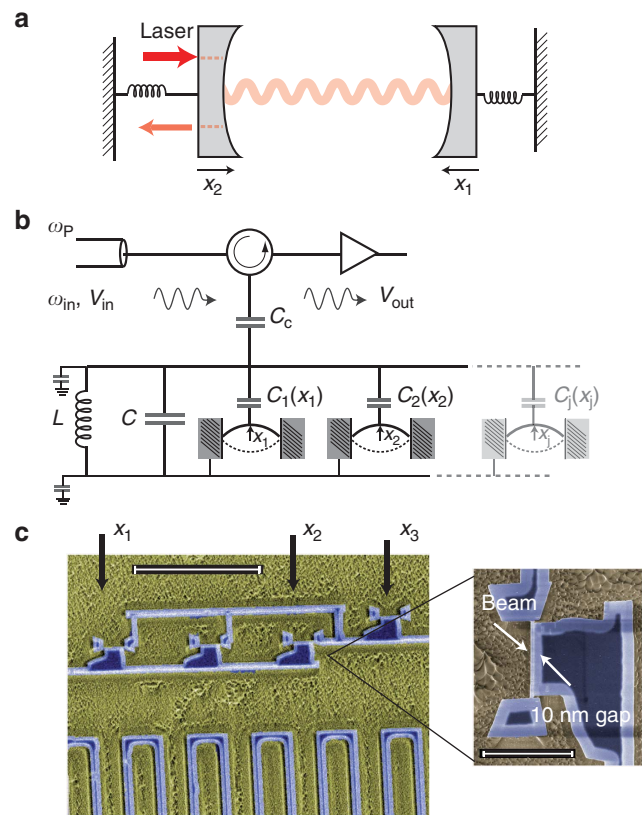 a
Laser
x2
x1
b
ωP
ωin, Vin
Vout
Cc
L
C
C1(x1)
C2(x2)
Cj(xj)
x1
x2
xj
c
x1
x2
x3
Beam
10 nm gap